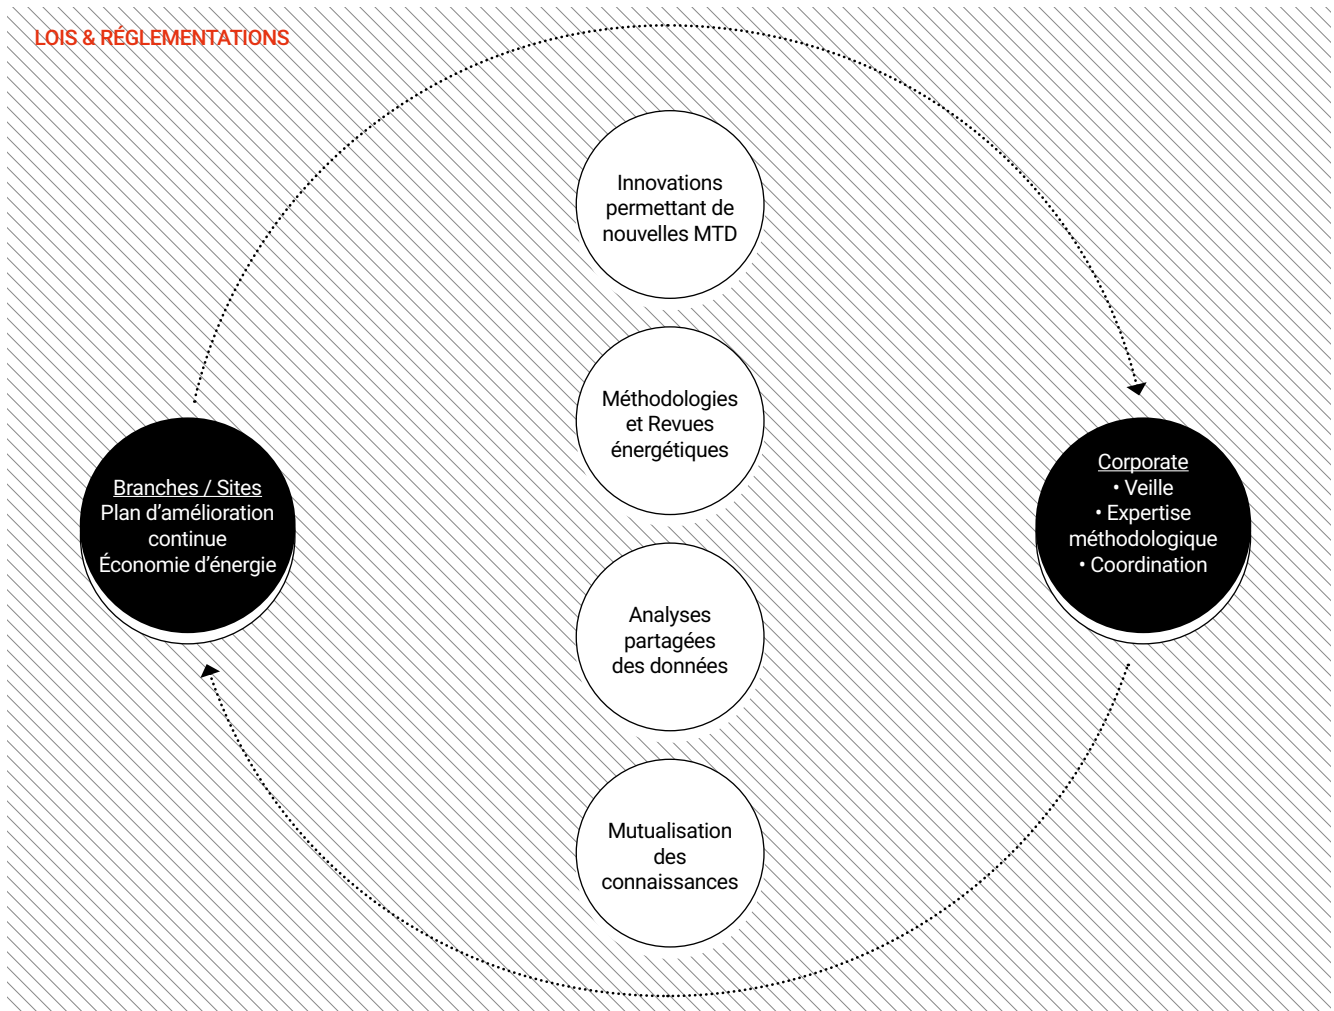 LOIS & RÉGLEMENTATIONS
Innovations
permettant de
nouvelles MTD
Méthodologies
et Revues
énergétiques
Branches / Sites
Plan d’amélioration
continue
Économie d’énergie
Corporate
• Veille
• Expertise
méthodologique
• Coordination
Analyses
partagées
des données
Mutualisation
des
connaissances